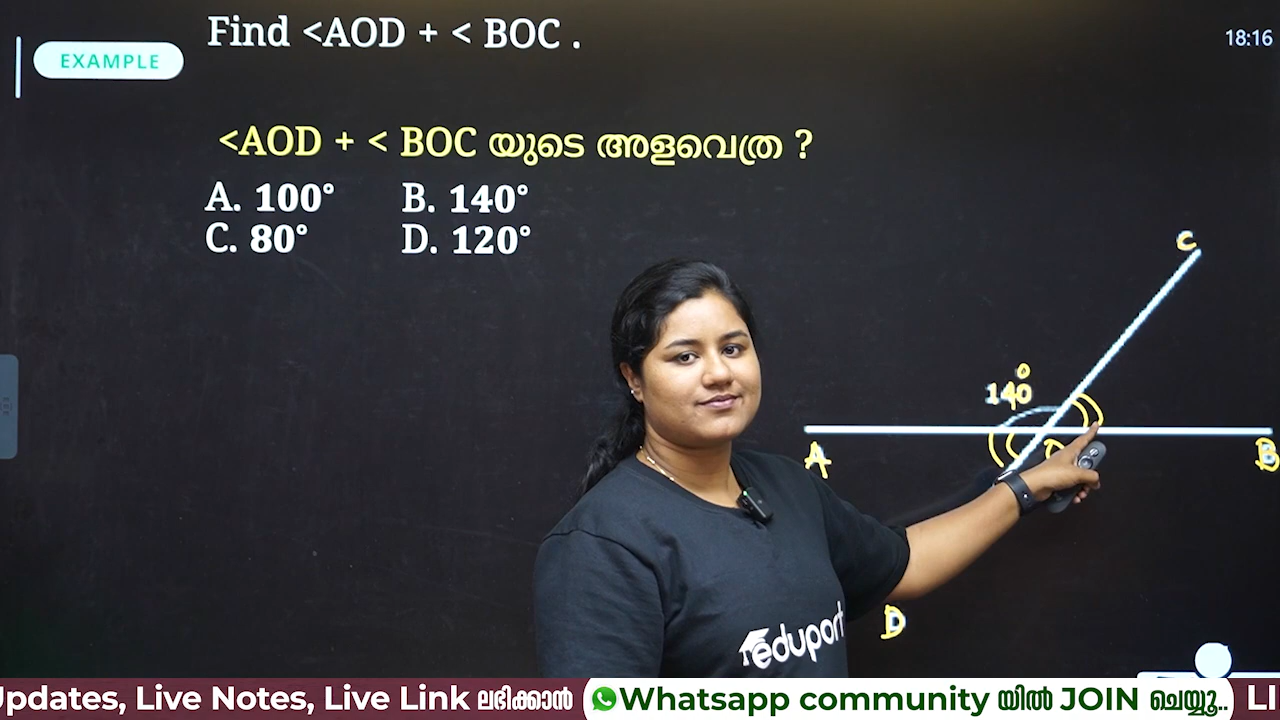 Find <AOD + < BOC .
18:16
EXAMPLE
<AOD + < BOC യുടെ അളവെത്ര ?
A. 100° B. 140°
C. 80° D. 120°
C
140°
A
B
D
eduport
Updates, Live Notes, Live Link ലഭിക്കാൻ Whatsapp community യിൽ JOIN ചെയ്യൂ..